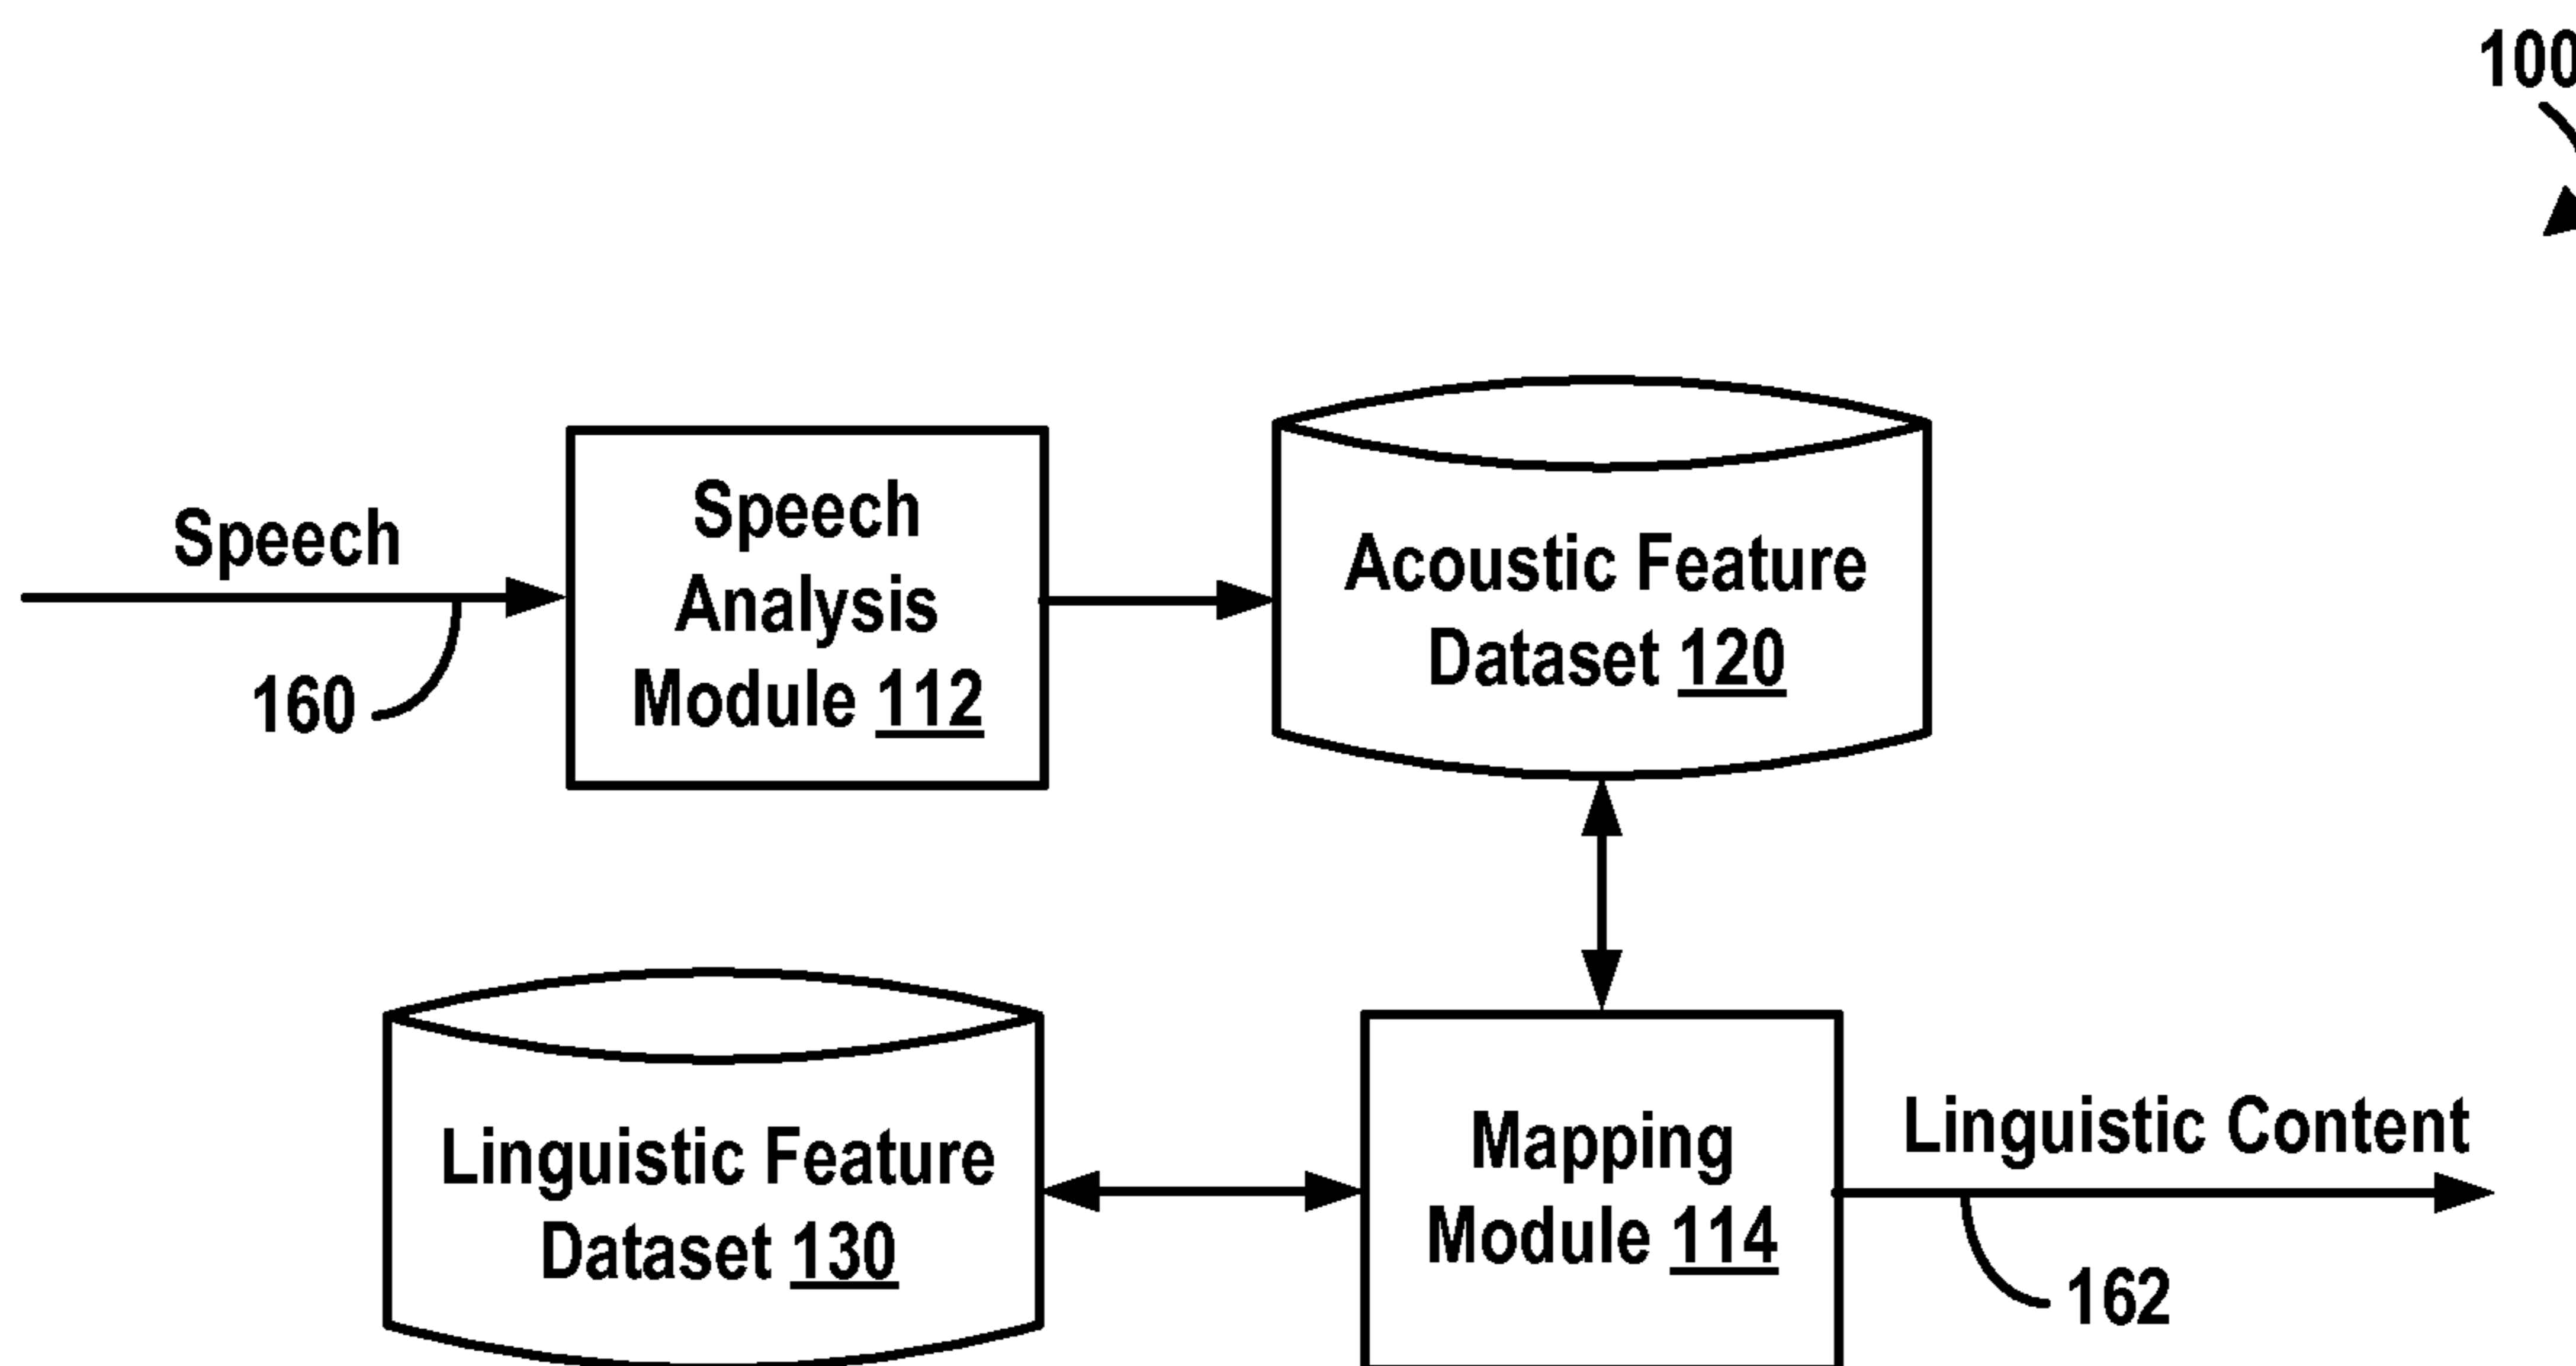 100
Speech
160
Speech
Analysis
Module 112
Acoustic Feature
Dataset 120
Linguistic Feature
Dataset 130
Mapping
Module 114
Linguistic Content
162